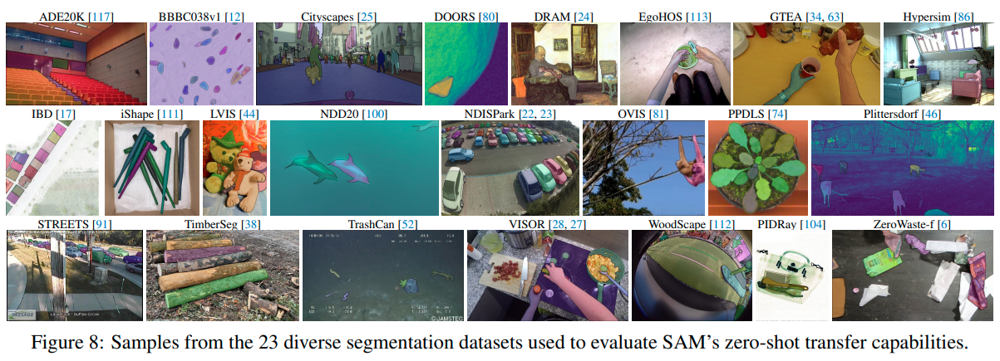 ADE20K [117] BBBC038v1 [12] Cityscapes [25] DOORS [80] DRAM [24] EgoHOS [113] GTEA [34, 63] Hypersim [86]
IBD [17] iShape [111] LVIS [44] NDD20 [100] NDISPark [22, 23] OVIS [81] PPDLS [74] Plittersdorf [46]
STREETS [91] TimberSeg [38] TrashCan [52] VISOR [28, 27] WoodScape [112] PIDRay [104] ZeroWaste-f [6]
©JAMSTEC
Figure 8: Samples from the 23 diverse segmentation datasets used to evaluate SAM's zero-shot transfer capabilities.